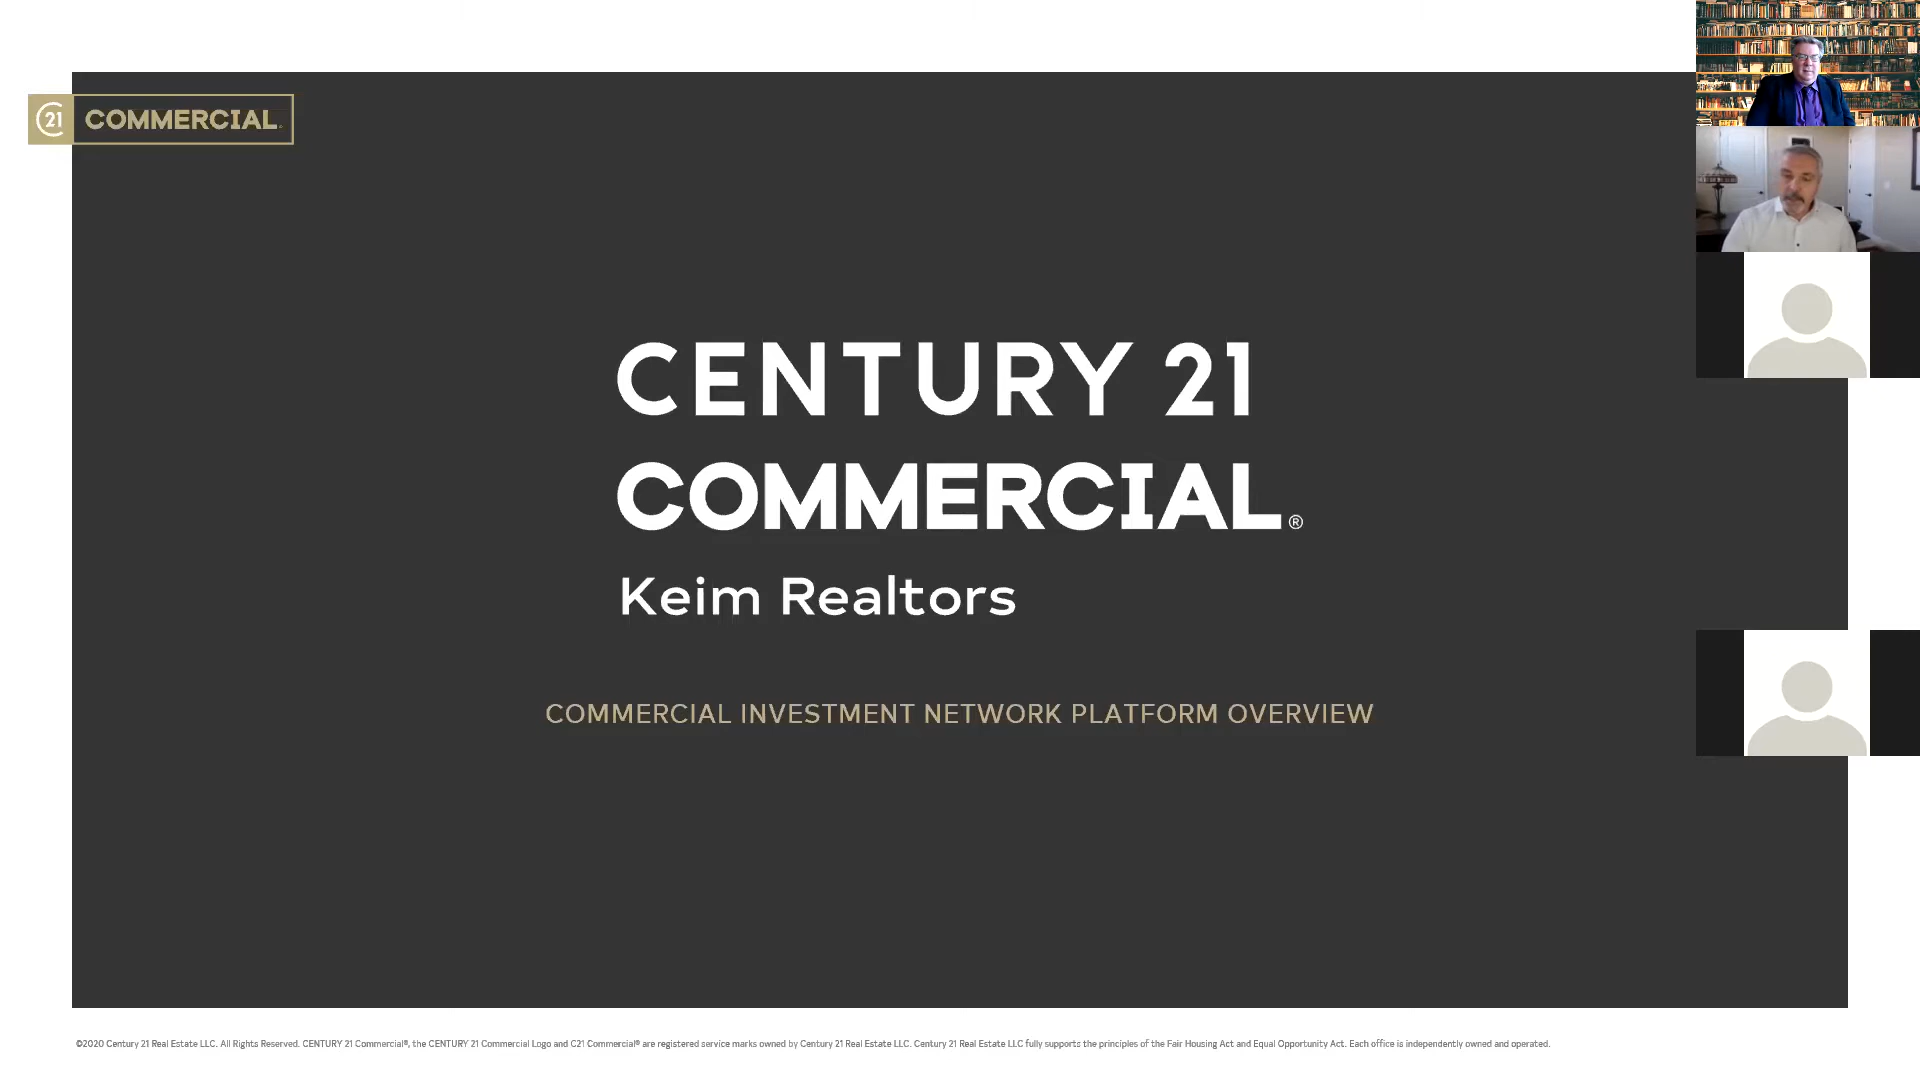 21 COMMERCIAL.
CENTURY 21
COMMERCIAL.®
Keim Realtors
COMMERCIAL INVESTMENT NETWORK PLATFORM OVERVIEW
©2020 Century 21 Real Estate LLC. All Rights Reserved. CENTURY 21 Commercial®, the CENTURY 21 Commercial Logo and C21 Commercial® are registered service marks owned by Century 21 Real Estate LLC. Century 21 Real Estate LLC fully supports the principles of the Fair Housing Act and Equal Opportunity Act. Each office is independently owned and operated.